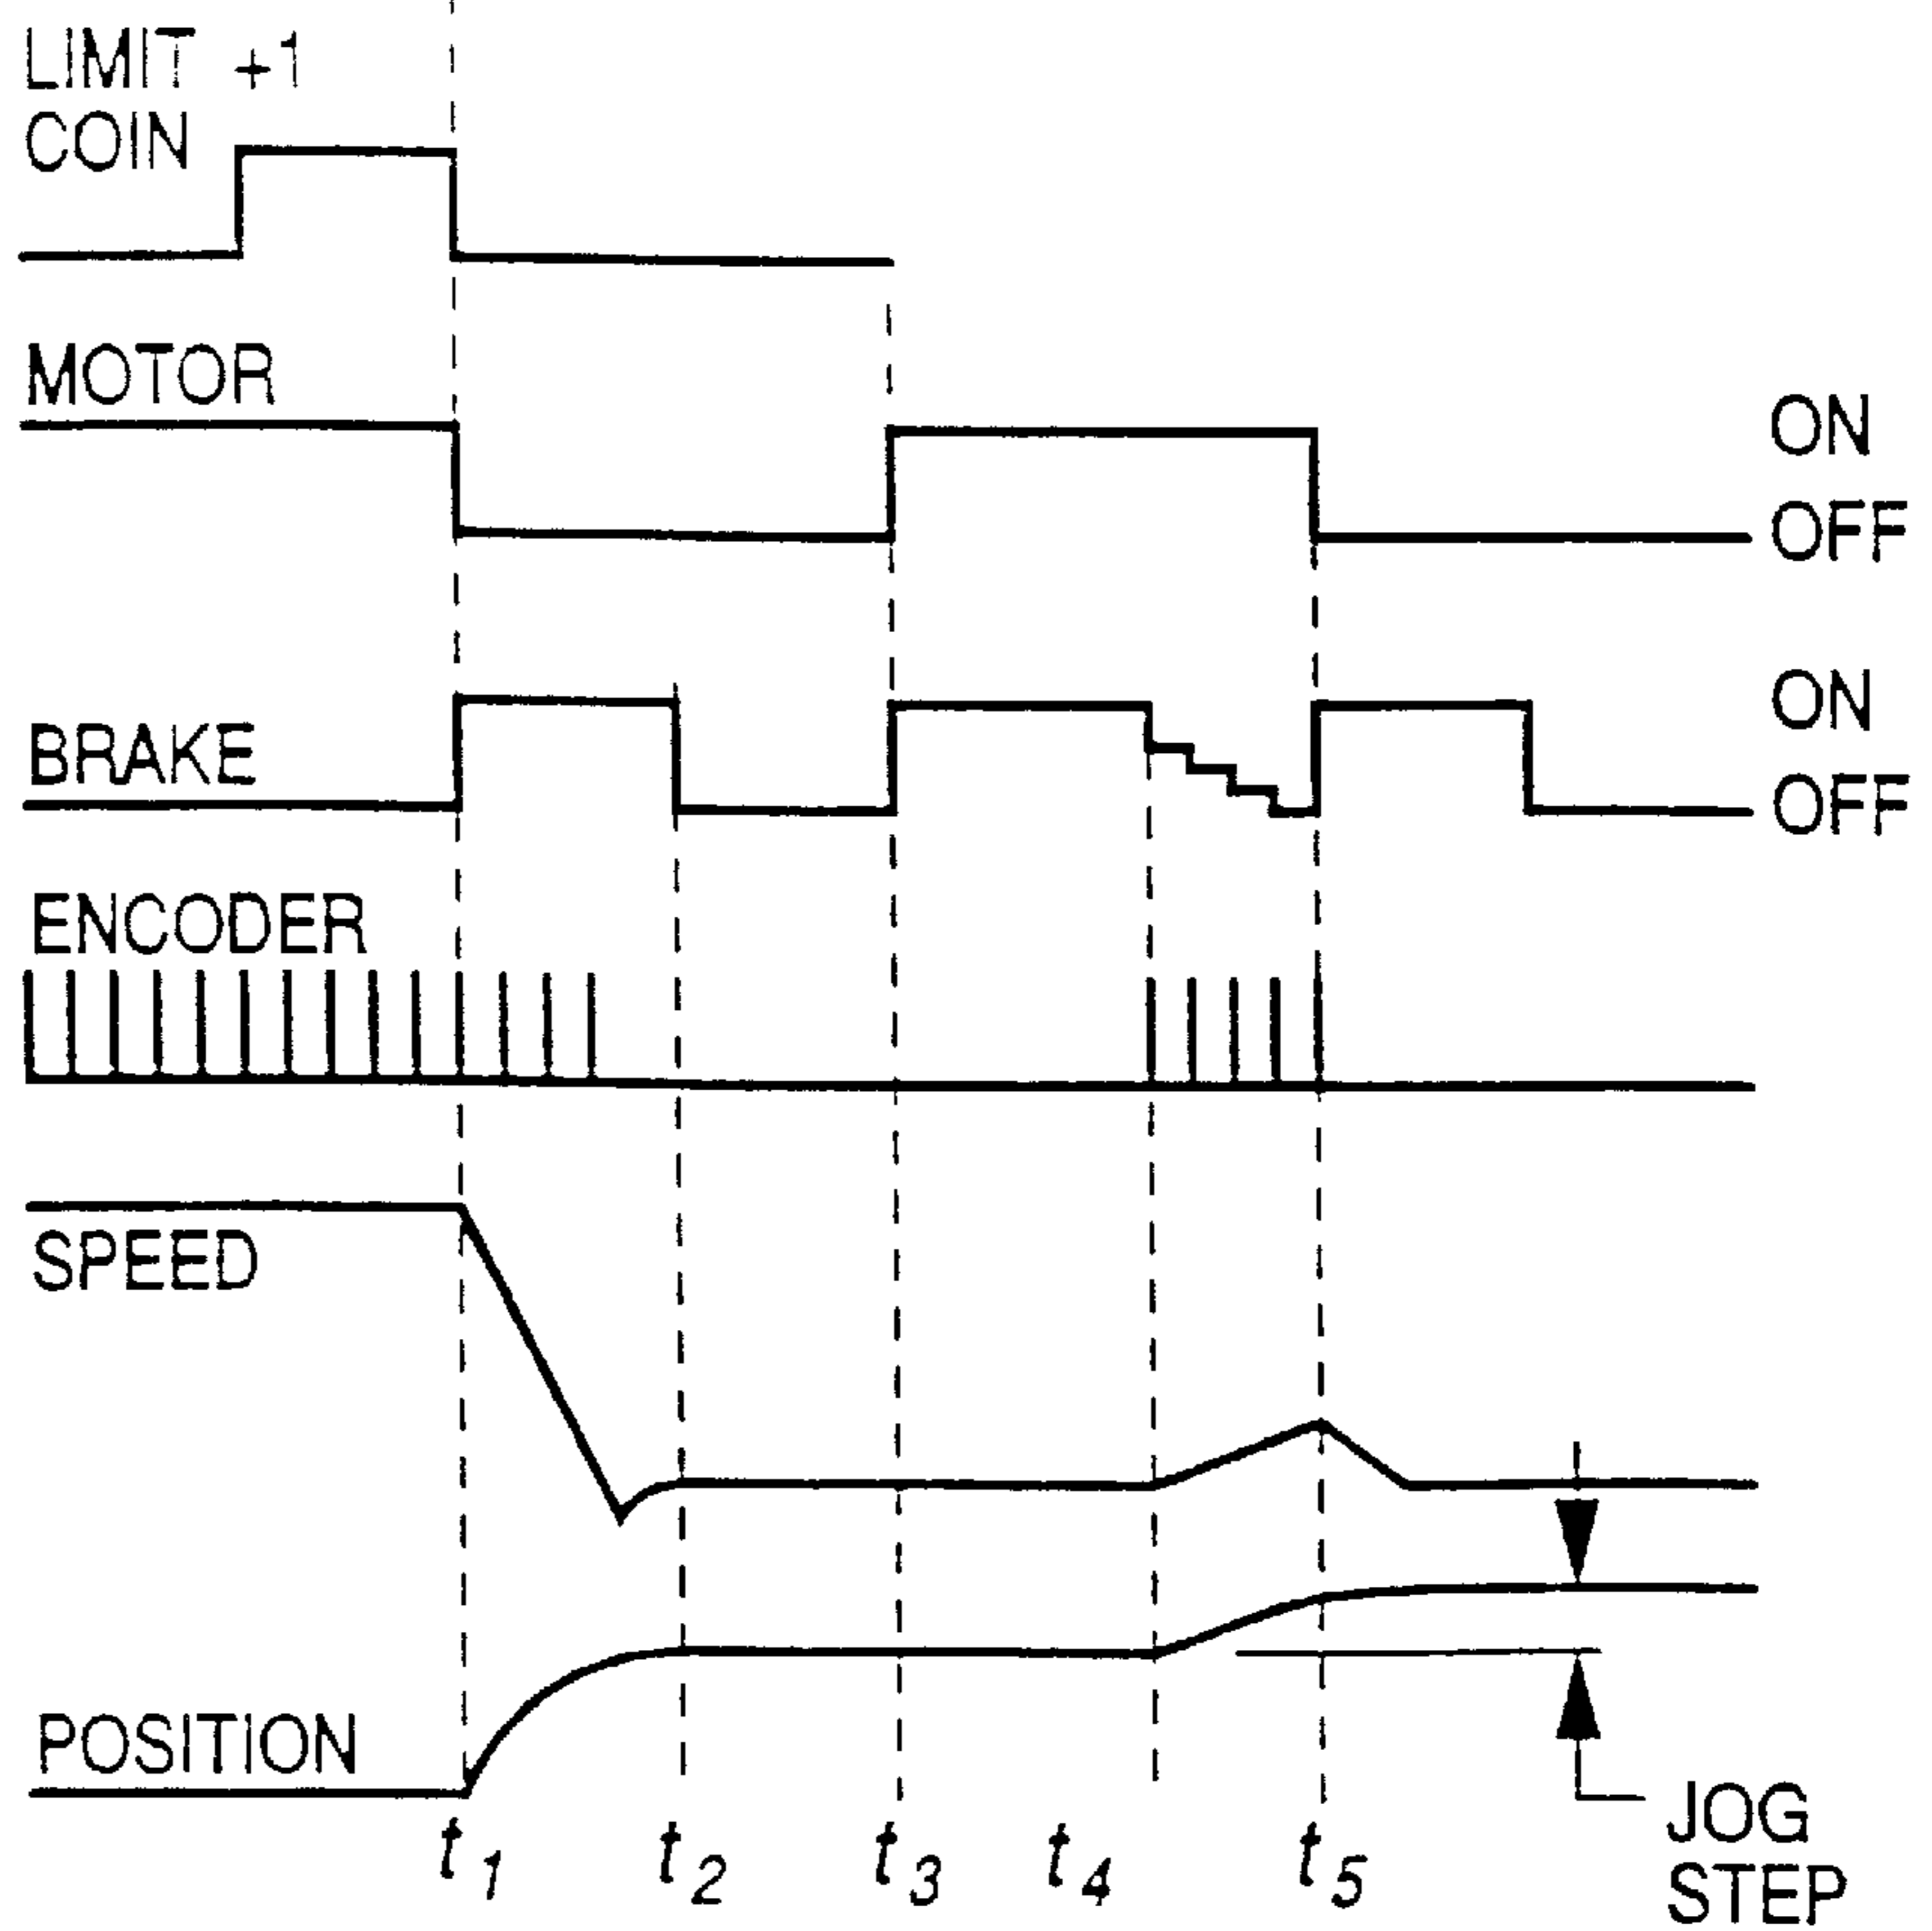 LIMIT +1
COIN
MOTOR
ON
OFF
BRAKE
ON
OFF
ENCODER
SPEED
POSITION
t1 t2 t3 t4 t5
JOG
STEP